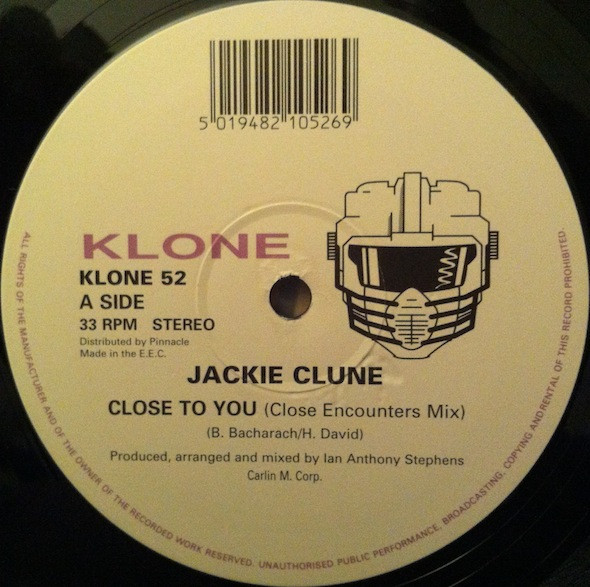 5 019482 105269
KLONE
KLONE 52
A SIDE
33 RPM STEREO
Distributed by Pinnacle
Made in the E.E.C.
JACKIE CLUNE
CLOSE TO YOU (Close Encounters Mix)
(B. Bacharach/H. David)
Produced, arranged and mixed by Ian Anthony Stephens
Carlin M. Corp.
ALL RIGHTS OF THE MANUFACTURER AND OF THE OWNER OF THE RECORDED WORK RESERVED. UNAUTHORISED PUBLIC PERFORMANCE, BROADCASTING, COPYING ANDRENTAL OF THIS RECORD PROHIBITED